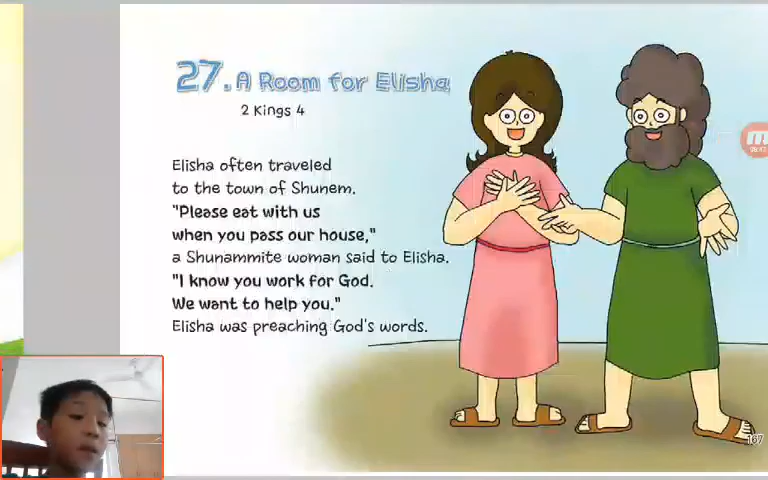 27. A Room for Elisha
2 Kings 4
Elisha often traveled
to the town of Shunem.
"Please eat with us
when you pass our house,"
a Shunammite woman said to Elisha.
"I know you work for God.
We want to help you."
Elisha was preaching God's words.
167